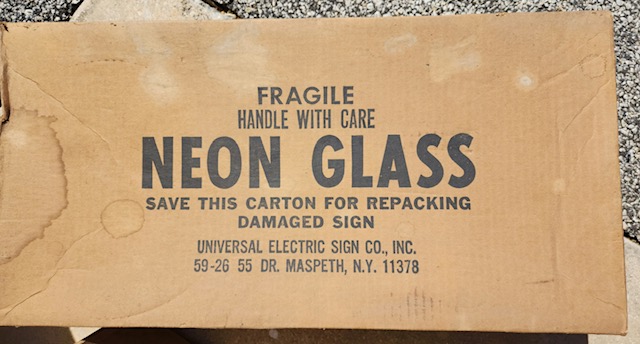 FRAGILE
HANDLE WITH CARE
NEON GLASS
SAVE THIS CARTON FOR REPACKING
DAMAGED SIGN
UNIVERSAL ELECTRIC SIGN CO., INC.
59-26 55 DR. MASPETH, N.Y. 11378